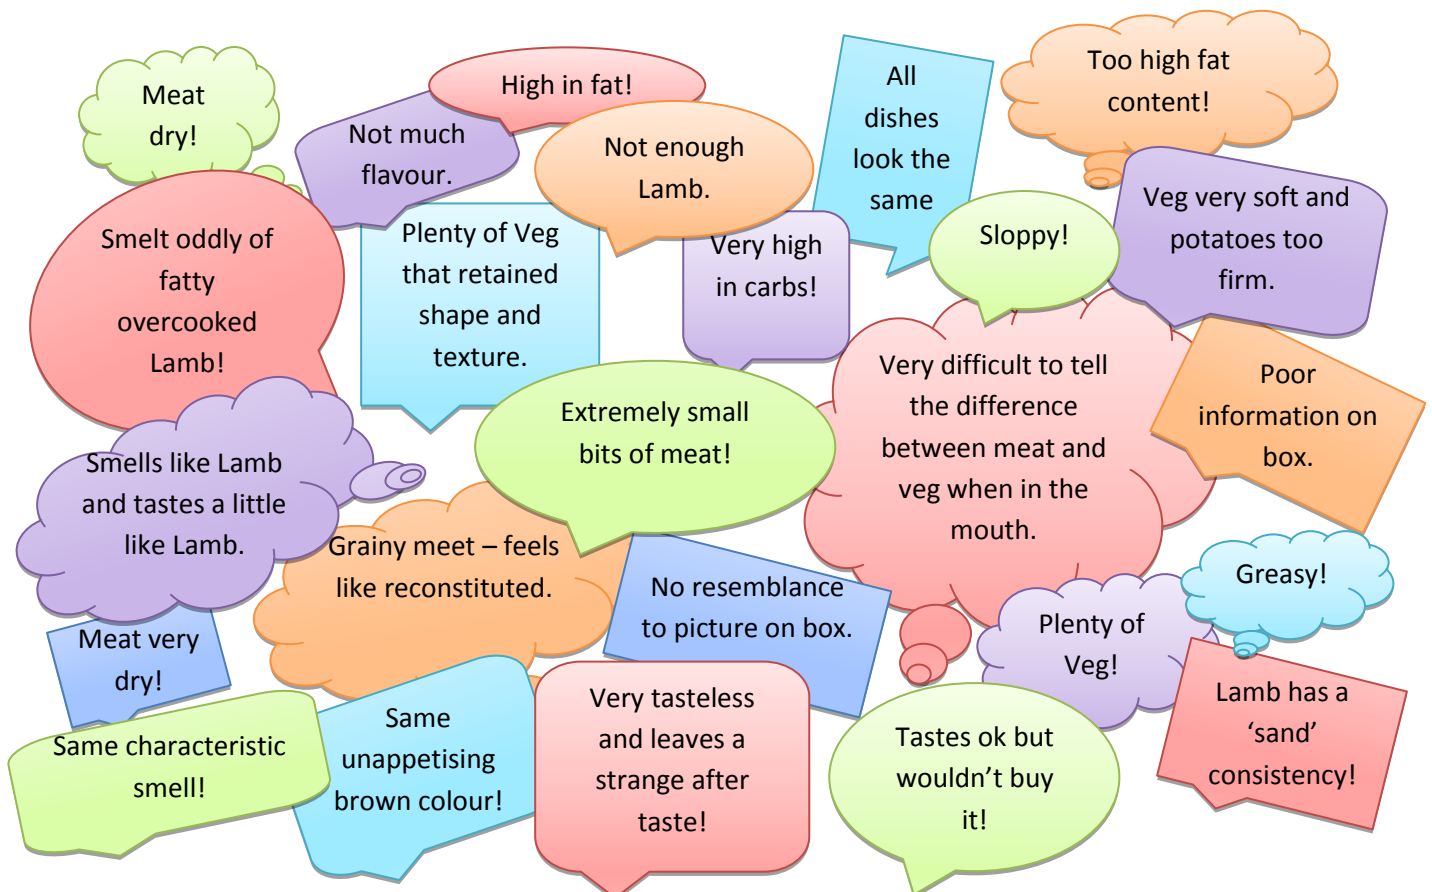 Meat
dry!
Not much
flavour.
High in fat!
Not enough
Lamb.
All
dishes
look the
same
Too high fat
content!
Smelt oddly of
fatty
overcooked
Lamb!
Plenty of Veg
that retained
shape and
texture.
Very high
in carbs!
Sloppy!
Veg very soft and
potatoes too
firm.
Extremely small
bits of meat!
Very difficult to tell
the difference
between meat and
veg when in the
mouth.
Poor
information on
box.
Smells like Lamb
and tastes a little
like Lamb.
Grainy meet – feels
like reconstituted.
No resemblance
to picture on box.
Greasy!
Meat very
dry!
Plenty of
Veg!
Same characteristic
smell!
Same
unappetising
brown colour!
Very tasteless
and leaves a
strange after
taste!
Tastes ok but
wouldn’t buy
it!
Lamb has a
‘sand’
consistency!